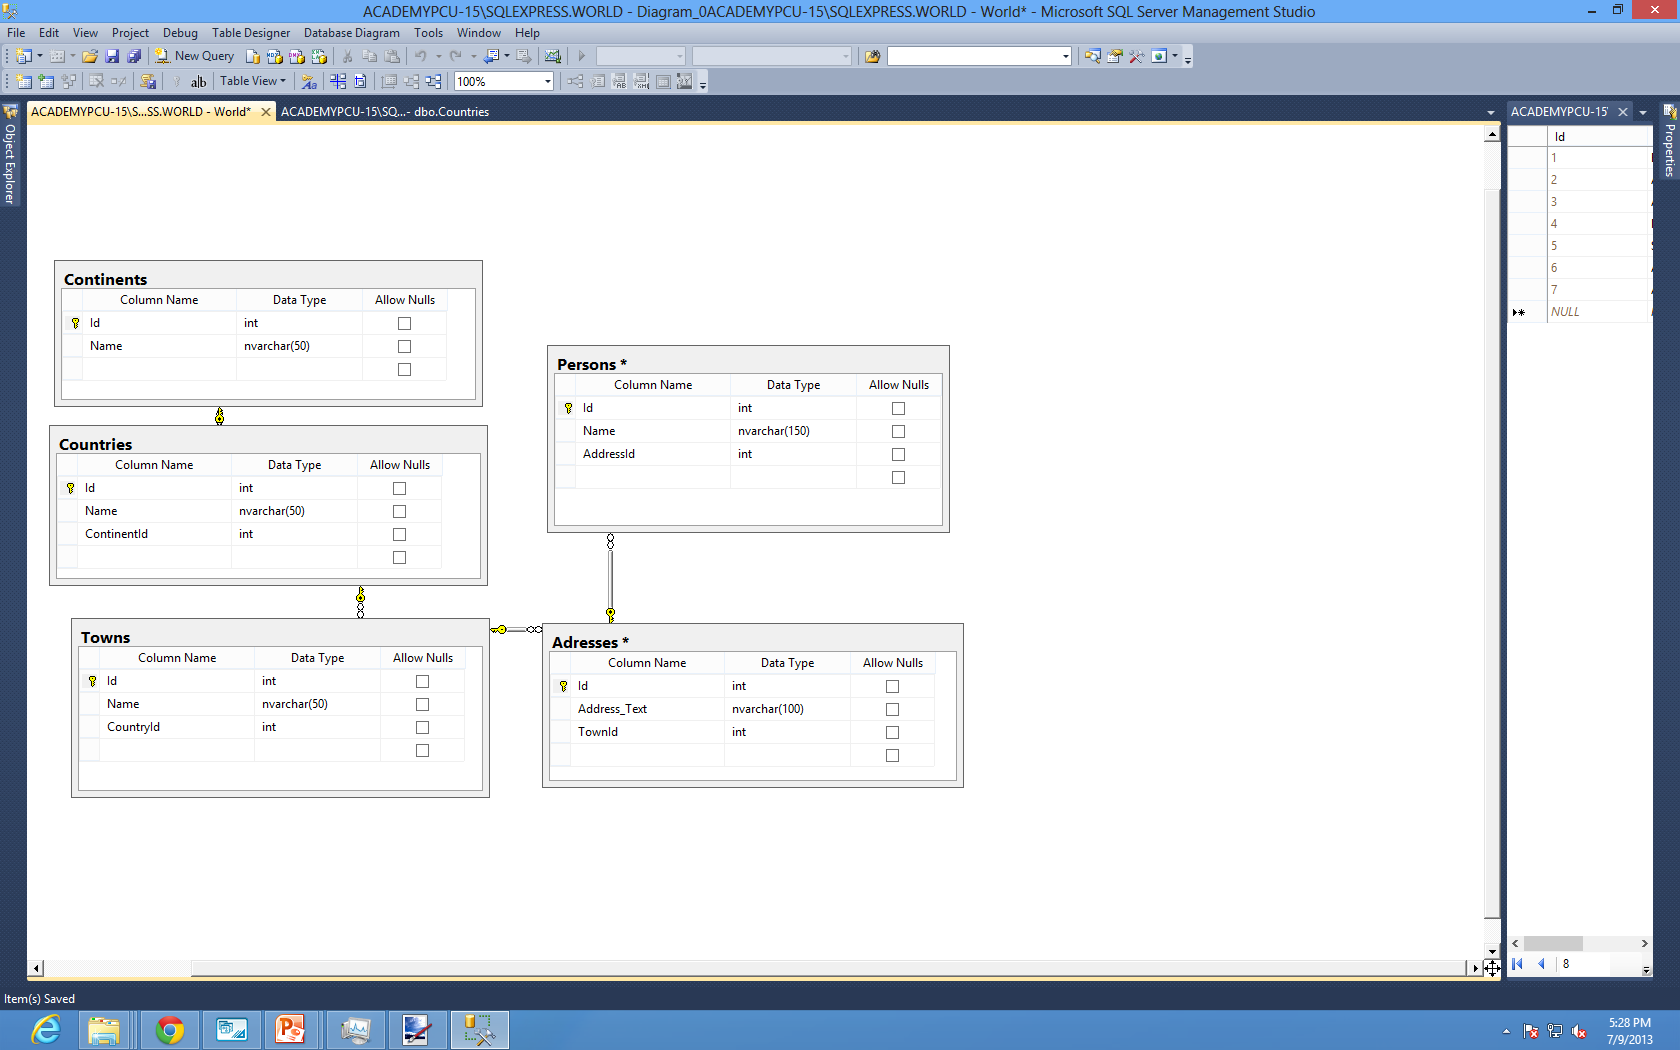 ACADEMYPCU-15\SQLEXPRESS.WORLD - Diagram_0ACADEMYPCU-15\SQLEXPRESS.WORLD - World* - Microsoft SQL Server Management Studio
File Edit View Project Debug Table Designer Database Diagram Tools Window Help
New Query
Table View 100%
ACADEMYPCU-15\S...SS.WORLD - World* ACADEMYPCU-15\SQ...- dbo.Countries
Object Explorer
Continents
Column Name Data Type Allow Nulls
Id int
Name nvarchar(50)
Countries
Column Name Data Type Allow Nulls
Id int
Name nvarchar(50)
ContinentId int
Towns
Column Name Data Type Allow Nulls
Id int
Name nvarchar(50)
CountryId int
Persons *
Column Name Data Type Allow Nulls
Id int
Name nvarchar(150)
AddressId int
Adresses *
Column Name Data Type Allow Nulls
Id int
Address_Text nvarchar(100)
TownId int
ACADEMYPCU-15\
Id
1
2
3
4
5
6
7
NULL
8
Properties
Item(s) Saved
5:28 PM
7/9/2013